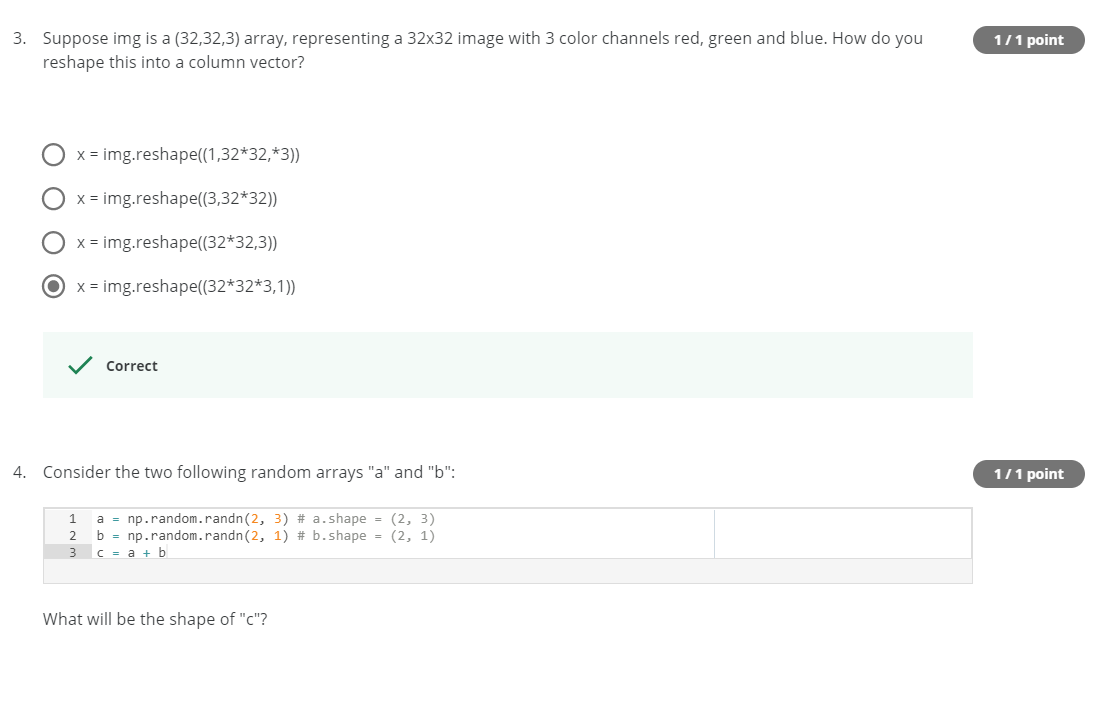 3. Suppose img is a (32,32,3) array, representing a 32x32 image with 3 color channels red, green and blue. How do you
reshape this into a column vector?
1 / 1 point
x = img.reshape((1,32*32,*3))
x = img.reshape((3,32*32))
x = img.reshape((32*32,3))
x = img.reshape((32*32*3,1))
Correct
4. Consider the two following random arrays "a" and "b":
1 / 1 point
1 a = np.random.randn(2, 3) # a.shape = (2, 3)
2 b = np.random.randn(2, 1) # b.shape = (2, 1)
3 c = a + b
What will be the shape of "c"?